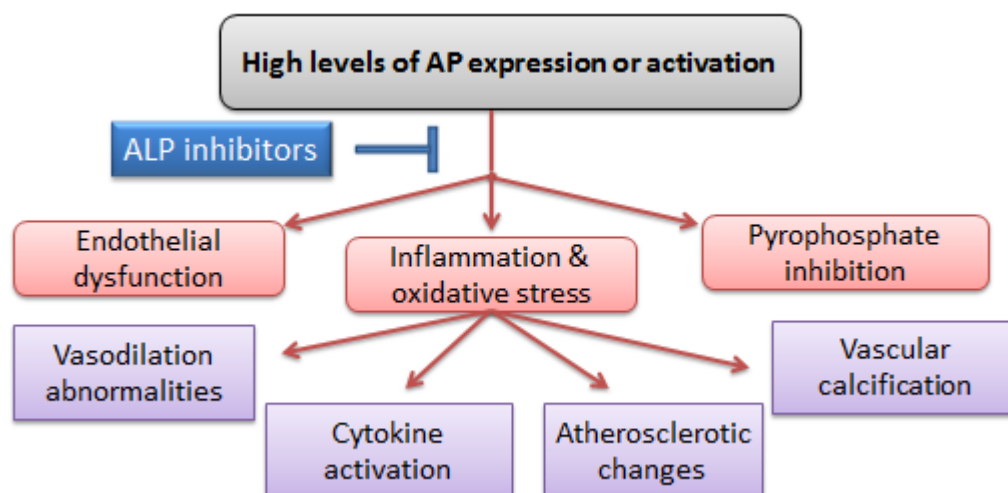 High levels of AP expression or activation
ALP inhibitors
Endothelial
dysfunction
Inflammation &
oxidative stress
Pyrophosphate
inhibition
Vasodilation
abnormalities
Cytokine
activation
Atherosclerotic
changes
Vascular
calcification